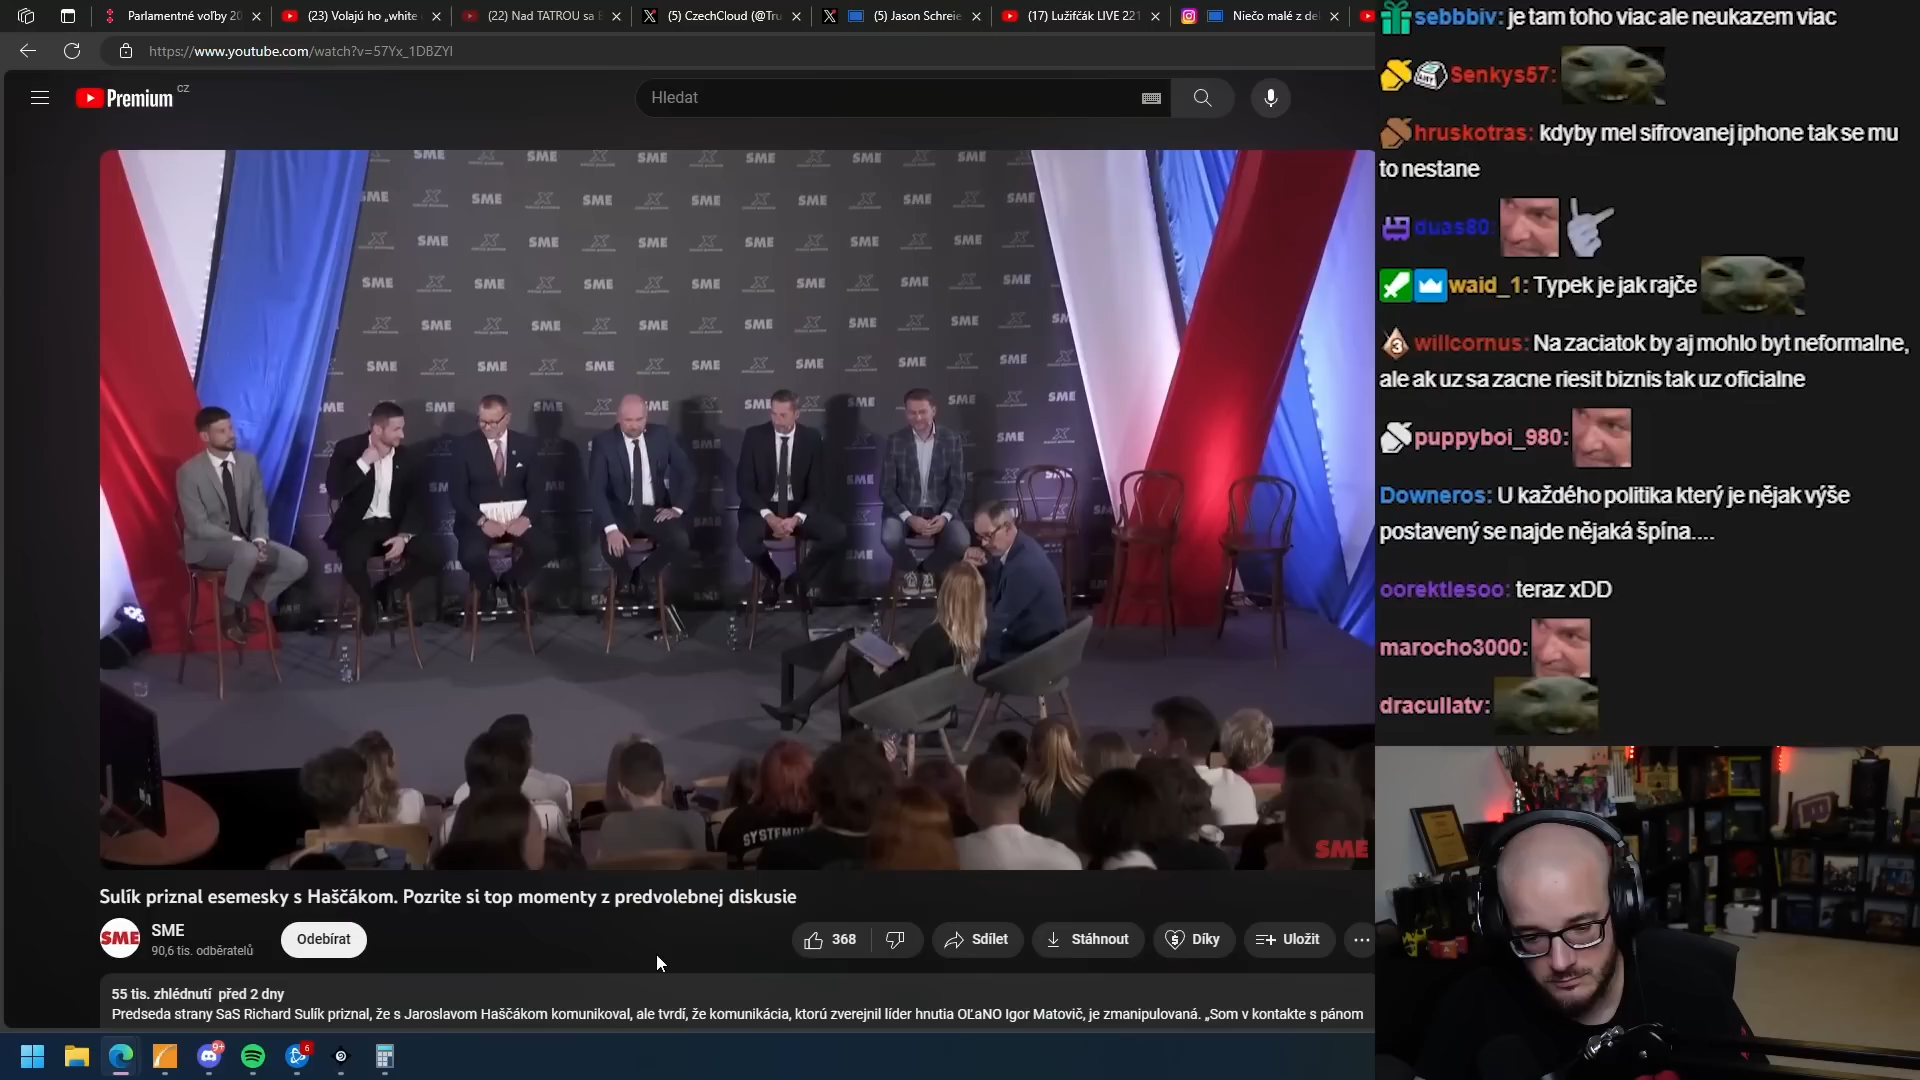 Parlamentné voľby 20
(23) Volajú ho „white
(22) Nad TATROU sa
(5) CzechCloud (@Tru
(5) Jason Schreie
(17) Lužifčák LIVE 221
Niečo malé z de
https://www.youtube.com/watch?v=57Yx_1DBZYI
Premium CZ
Hledat
SME
SYSTEM
SME
Sulík priznal esemesky s Haščákom. Pozrite si top momenty z predvolebnej diskusie
SME
SME
90,6 tis. odběratelů
Odebírat
368
Sdílet
Stáhnout
Díky
Uložit
55 tis. zhlédnutí před 2 dny
Predseda strany SaS Richard Sulík priznal, že s Jaroslavom Haščákom komunikoval, ale tvrdí, že komunikácia, ktorú zverejnil líder hnutia OĽaNO Igor Matovič, je zmanipulovaná. „Som v kontakte s pánom
9+
6
sebbbiv: je tam toho viac ale neukazem viac
Senkys57:
hruskotras: kdyby mel sifrovanej iphone tak se mu
to nestane
duas80:
waid_1: Typek je jak rajče
3 willcornus: Na zaciatok by aj mohlo byt neformalne,
ale ak uz sa zacne riesit biznis tak uz oficialne
puppyboi_980:
Downeros: U každého politika který je nějak výše
postavený se najde nějaká špína....
oorektlesoo: teraz xDD
marocho3000:
dracullatv: